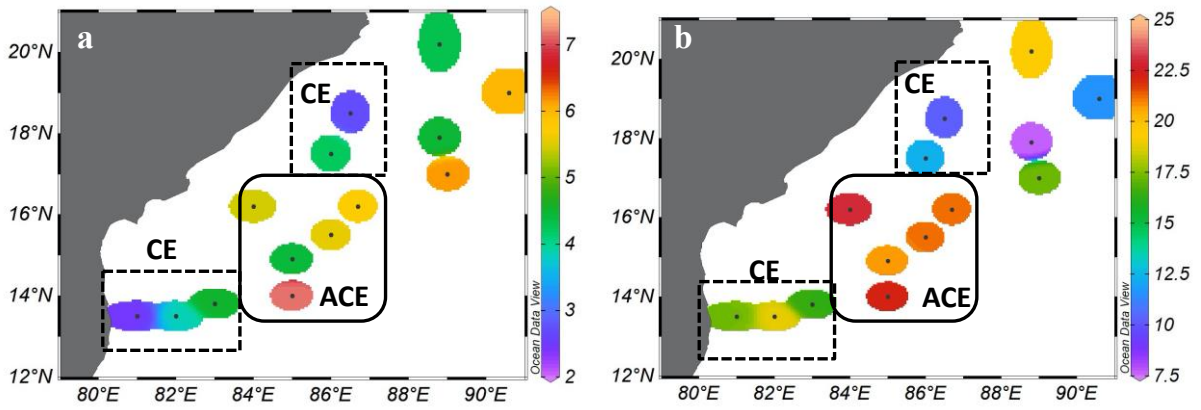 a
CE
CE
ACE
20°N
18°N
16°N
14°N
12°N
80°E 82°E 84°E 86°E 88°E 90°E
7
6
5
4
3
2
Ocean Data View
b
CE
CE
ACE
20°N
18°N
16°N
14°N
12°N
80°E 82°E 84°E 86°E 88°E 90°E
25
22.5
20
17.5
15
12.5
10
7.5
Ocean Data View